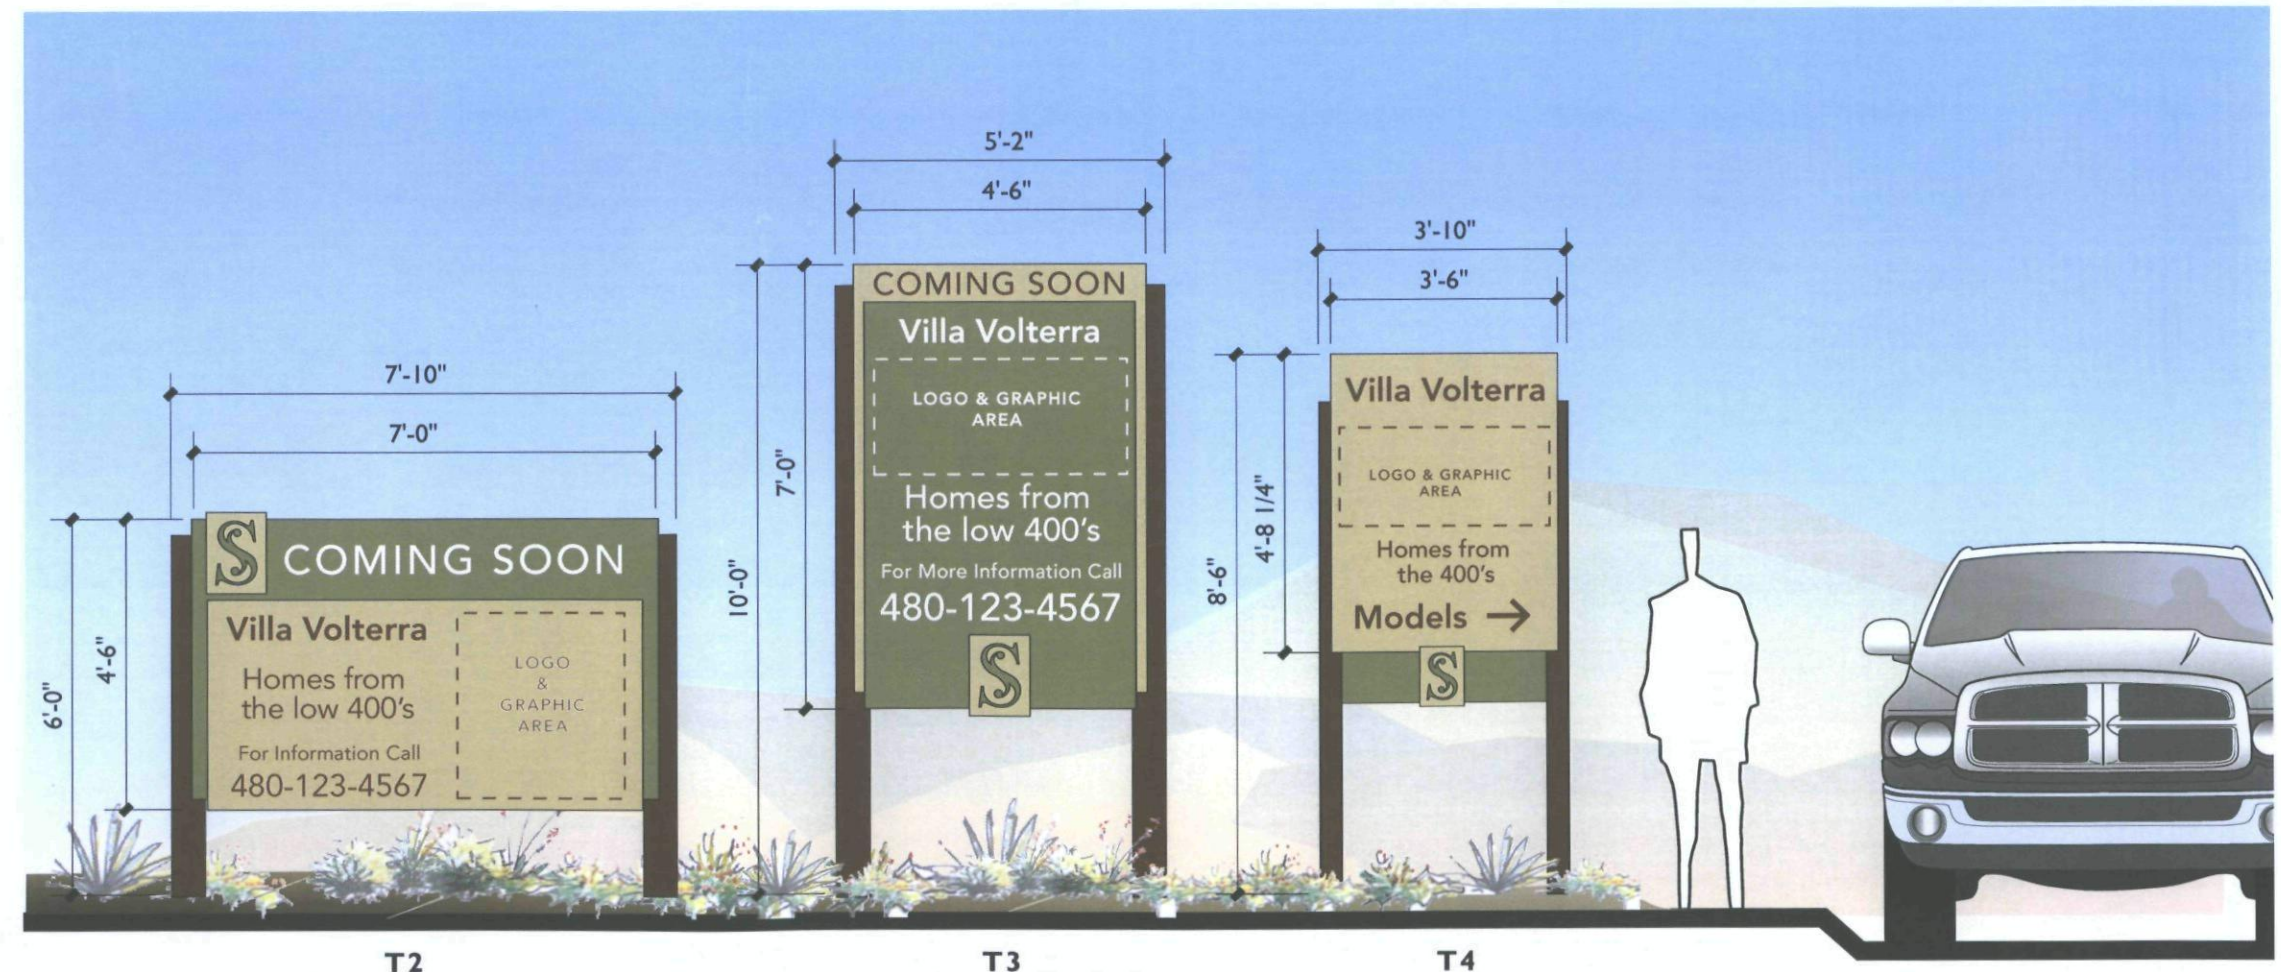 7'-10"
7'-0"
6'-0"
4'-6"
S
COMING SOON
Villa Volterra
Homes from
the low 400's
For Information Call
480-123-4567
LOGO
&
GRAPHIC
AREA
T2
5'-2"
4'-6"
10'-0"
7'-0"
COMING SOON
Villa Volterra
LOGO & GRAPHIC
AREA
Homes from
the low 400's
For More Information Call
480-123-4567
S
T3
3'-10"
3'-6"
8'-6"
4'-8 1/4"
Villa Volterra
LOGO & GRAPHIC
AREA
Homes from
the 400's
Models →
S
T4